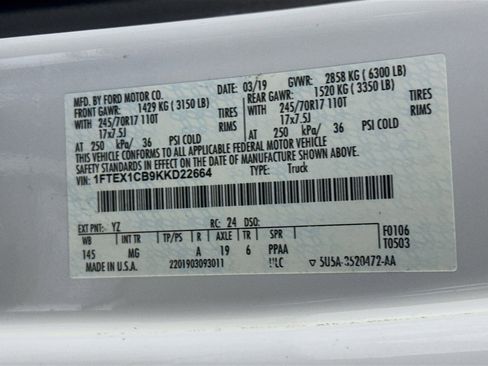 MFD. BY FORD MOTOR CO.
DATE: 03/19 GVWR: 2858 KG ( 6300 LB)
FRONT GAWR: 1429 KG ( 3150 LB) REAR GAWR: 1520 KG ( 3350 LB)
WITH 245/70R17 110T TIRES WITH 245/70R17 110T TIRES
17x7.5J RIMS 17x7.5J RIMS
AT 250 kPa/ 36 PSI COLD AT 250 kPa/ 36 PSI COLD
THIS VEHICLE CONFORMS TO ALL APPLICABLE FEDERAL MOTOR VEHICLE
SAFETY STANDARDS IN EFFECT ON THE DATE OF MANUFACTURE SHOWN ABOVE.
VIN: 1FTEX1CB9KKD22664 TYPE: Truck
EXT PNT: YZ RC: 24 DSO: F0106
WB INT TR TP/PS R AXLE TR SPR T0503
145 MG A 19 6 PPAA
MADE IN U.S.A. 2201903093011 5U5A-3520472-AA